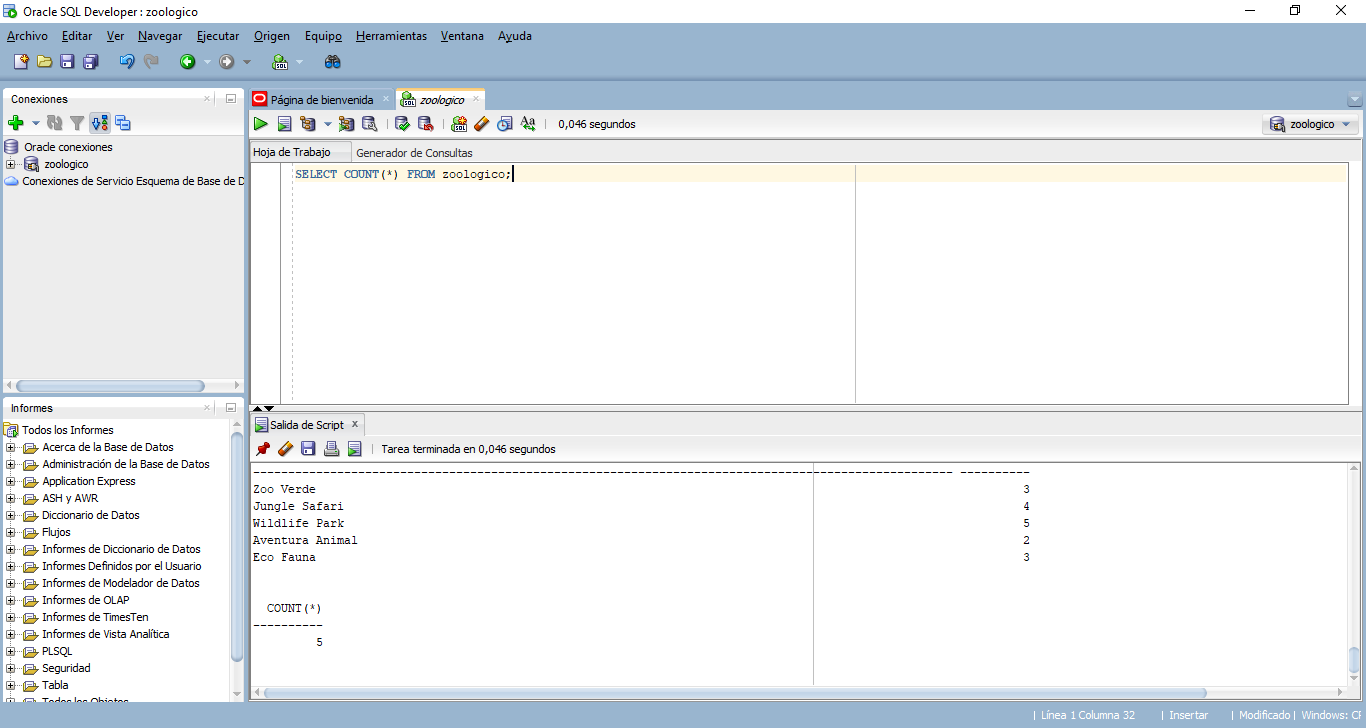 Oracle SQL Developer : zoologico
Archivo Editar Ver Navegar Ejecutar Origen Equipo Herramientas Ventana Ayuda
Conexiones
Oracle conexiones
zoologico
Conexiones de Servicio Esquema de Base de D
Informes
Todos los Informes
Acerca de la Base de Datos
Administración de la Base de Datos
Application Express
ASH y AWR
Diccionario de Datos
Flujos
Informes de Diccionario de Datos
Informes Definidos por el Usuario
Informes de Modelador de Datos
Informes de OLAP
Informes de TimesTen
Informes de Vista Analítica
PLSQL
Seguridad
Tabla
Todos los Objetos
Página de bienvenida zoologico
0,046 segundos zoologico
Hoja de Trabajo Generador de Consultas
SELECT COUNT(*) FROM zoologico;
Salida de Script
Tarea terminada en 0,046 segundos
Zoo Verde 3
Jungle Safari 4
Wildlife Park 5
Aventura Animal 2
Eco Fauna 3
COUNT(*)
----------
5
Línea 1 Columna 32 | Insertar | Modificado | Windows: CR